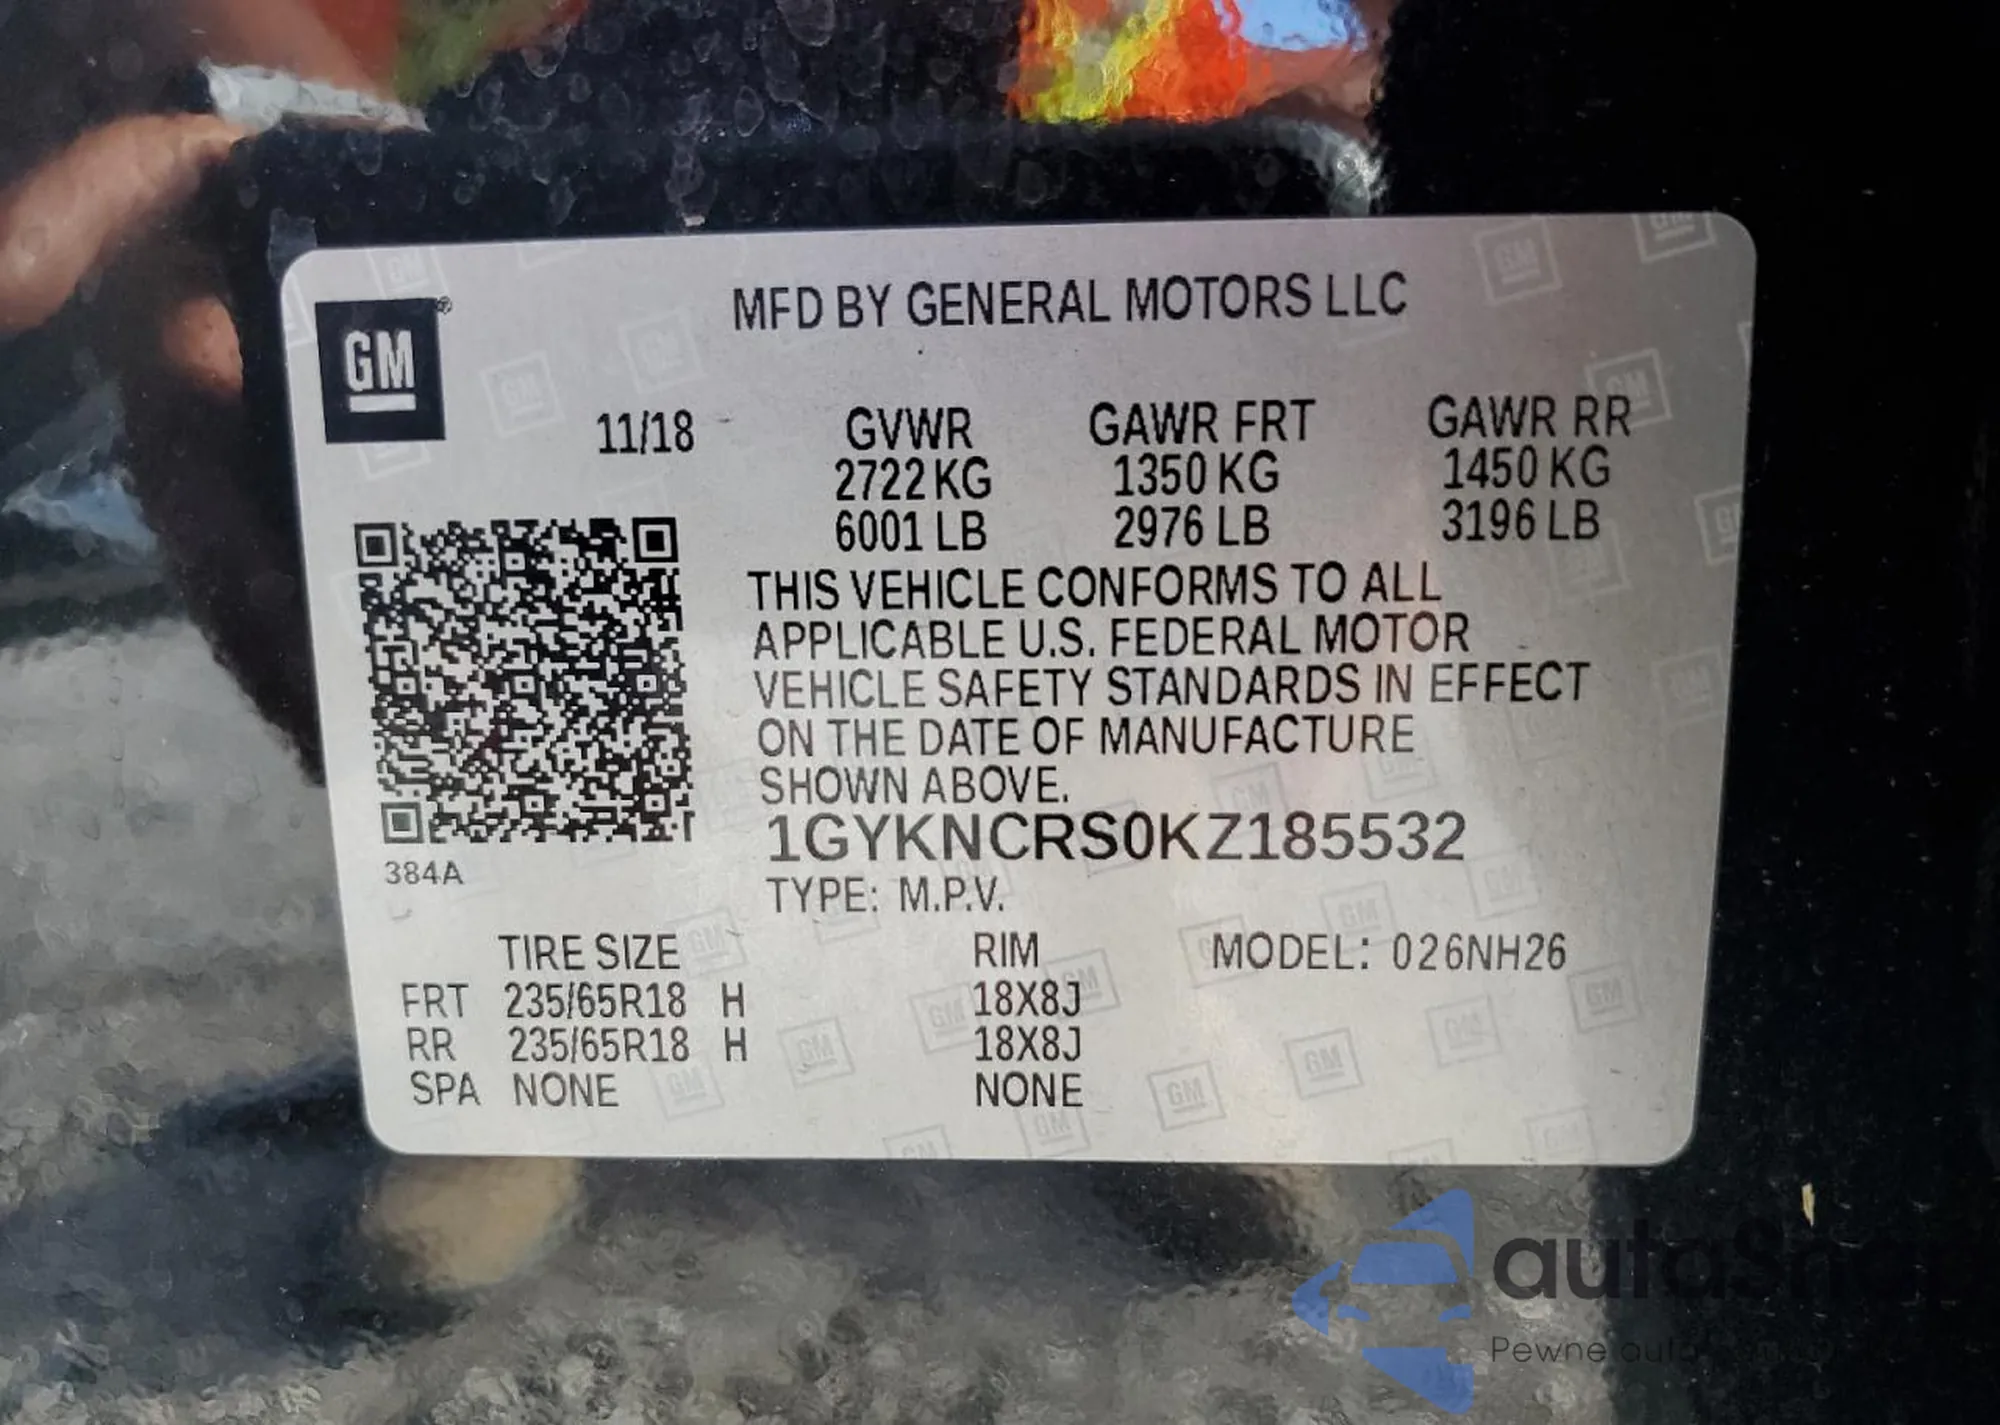 MFD BY GENERAL MOTORS LLC
GM
®
11/18 GVWR GAWR FRT GAWR RR
2722 KG 1350 KG 1450 KG
6001 LB 2976 LB 3196 LB
THIS VEHICLE CONFORMS TO ALL
APPLICABLE U.S. FEDERAL MOTOR
VEHICLE SAFETY STANDARDS IN EFFECT
ON THE DATE OF MANUFACTURE
SHOWN ABOVE.
1GYKNCRS0KZ185532
384A
TYPE: M.P.V.
TIRE SIZE RIM MODEL: 026NH26
FRT 235/65R18 H 18X8J
RR 235/65R18 H 18X8J
SPA NONE NONE
Pewne auto